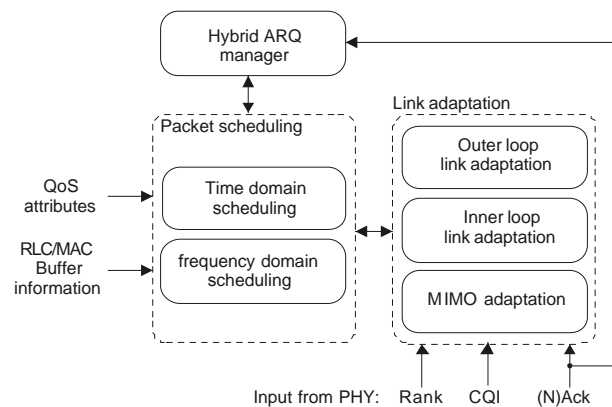 Hybrid ARQ
manager
Packet scheduling
Link adaptation
Outer loop
link adaptation
QoS
attributes
Time domain
scheduling
Inner loop
link adaptation
RLC/MAC
Buffer
information
frequency domain
scheduling
MIMO adaptation
Input from PHY: Rank CQI (N)Ack